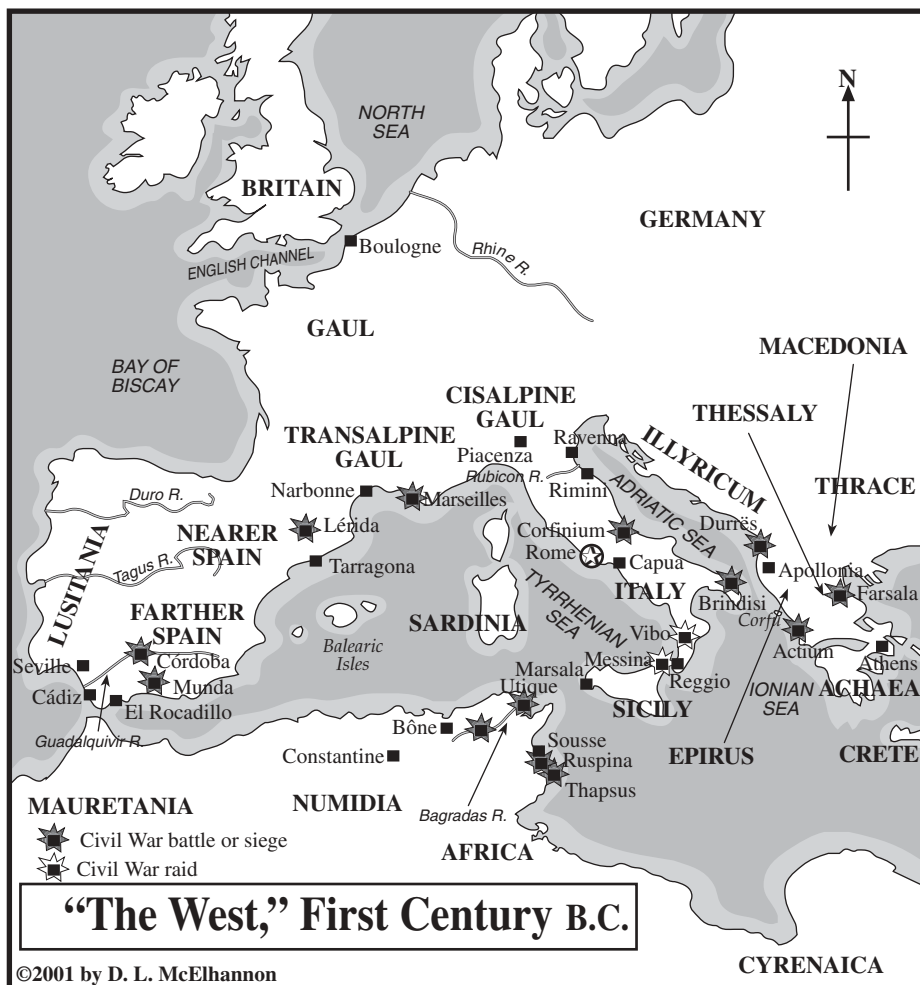 N
NORTH
SEA
BRITAIN
GERMANY
ENGLISH CHANNEL
Boulogne
Rhine R.
GAUL
BAY OF
BISCAY
MACEDONIA
CISALPINE
GAUL
THESSALY
TRANSALPINE
GAUL
Piacenza
Ravenna
ILLYRICUM
Rubicon R.
Rimini
THRACE
Narbonne
Marseilles
Duro R.
ADRIATIC SEA
Lérida
NEARER
SPAIN
Corfinium
Durrës
Rome
Capua
Apollonia
Tarragona
Tagus R.
LUSITANIA
TYRRHENIAN
SEA
ITALY
Brindisi
Farsala
FARTHER
SPAIN
SARDINIA
Corfu
Vibo
Actium
Balearic
Isles
Córdoba
Seville
Messina
Athens
Marsala
Reggio
Munda
Cádiz
El Rocadillo
Utique
IONIAN
SEA
ACHAEA
SICILY
Guadalquivir R.
Bône
Sousse
Constantine
Ruspina
EPIRUS
CRETE
Thapsus
NUMIDIA
MAURETANIA
Bagradas R.
Civil War battle or siege
AFRICA
Civil War raid
“The West,” First Century B.C.
CYRENAICA
©2001 by D. L. McElhannon